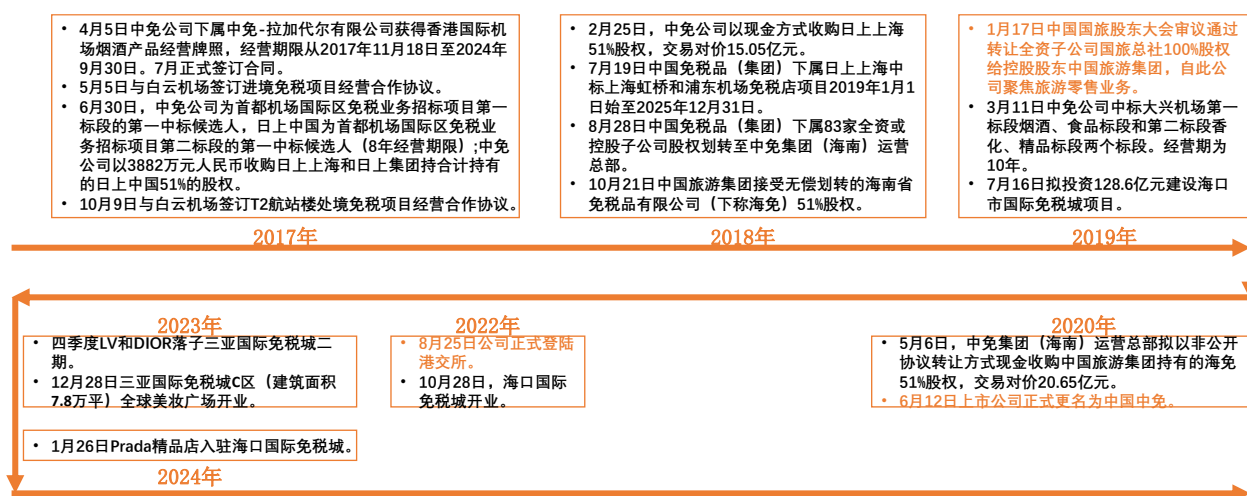 • 4月5日中免公司下属中免-拉加代尔有限公司获得香港国际机
场烟酒产品经营牌照，经营期限从2017年11月18日至2024年
9月30日。7月正式签订合同。
• 5月5日与白云机场签订进境免税项目经营合作协议。
• 6月30日，中免公司为首都机场国际区免税业务招标项目第一
标段的第一中标候选人，日上中国为首都机场国际区免税业
务招标项目第二标段的第一中标候选人（8年经营期限）;中免
公司以3882万元人民币收购日上上海和日上集团持合计持有
的日上中国51%的股权。
• 10月9日与白云机场签订T2航站楼处境免税项目经营合作协议。
2017年
• 2月25日，中免公司以现金方式收购日上上海
51%股权，交易对价15.05亿元。
• 7月19日中国免税品（集团）下属日上上海中
标上海虹桥和浦东机场免税店项目2019年1月1
日始至2025年12月31日。
• 8月28日中国免税品（集团）下属83家全资或
控股子公司股权划转至中免集团（海南）运营
总部。
• 10月21日中国旅游集团接受无偿划转的海南省
免税品有限公司（下称海免）51%股权。
2018年
• 1月17日中国国旅股东大会审议通过
转让全资子公司国旅总社100%股权
给控股股东中国旅游集团，自此公
司聚焦旅游零售业务。
• 3月11日中免公司中标大兴机场第一
标段烟酒、食品标段和第二标段香
化、精品标段两个标段。经营期为
10年。
• 7月16日拟投资128.6亿元建设海口
市国际免税城项目。
2019年
2020年
• 5月6日，中免集团（海南）运营总部拟以非公开
协议转让方式现金收购中国旅游集团持有的海免
51%股权，交易对价20.65亿元。
• 6月12日上市公司正式更名为中国中免。
2022年
• 8月25日公司正式登陆
港交所。
• 10月28日，海口国际
免税城开业。
2023年
• 四季度LV和DIOR落子三亚国际免税城二
期。
• 12月28日三亚国际免税城C区（建筑面积
7.8万平）全球美妆广场开业。
• 1月26日Prada精品店入驻海口国际免税城。
2024年